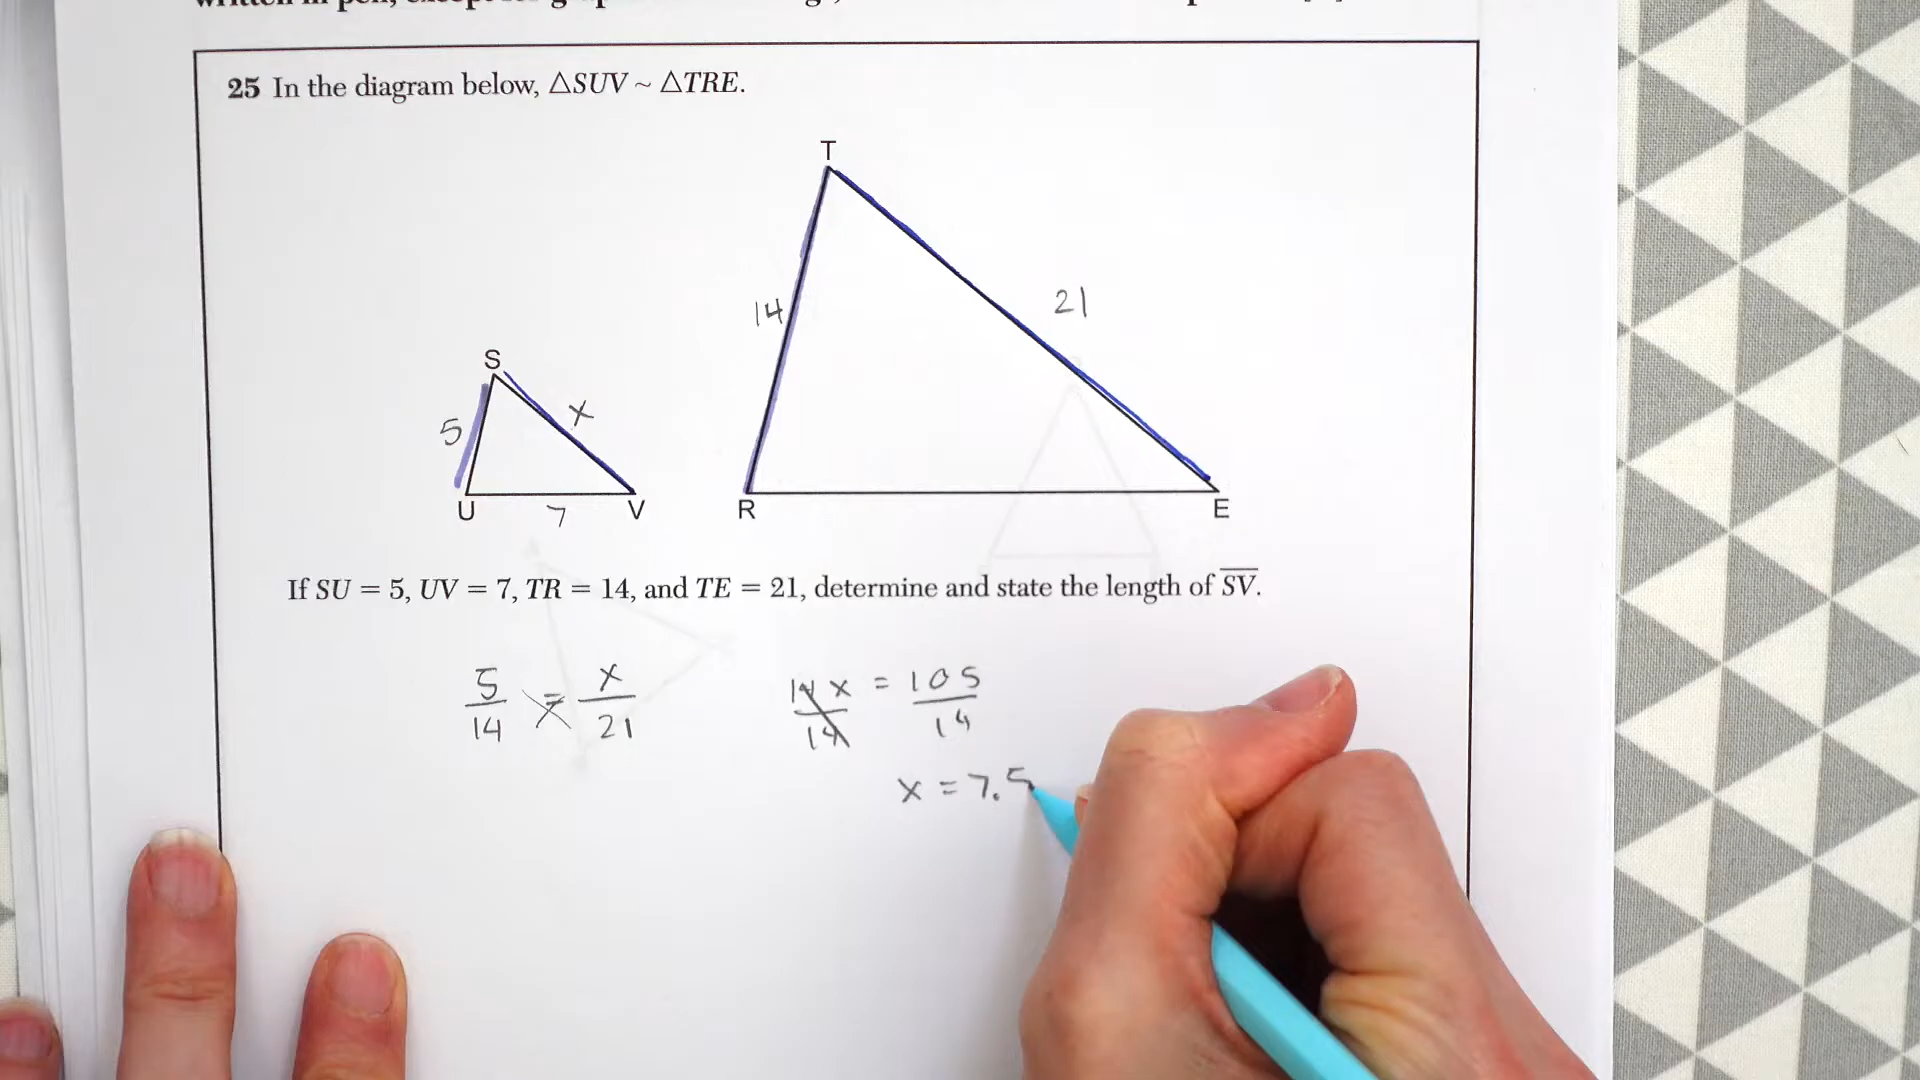 25 In the diagram below, △SUV ~ △TRE.
T
14
21
S
5
x
U
7
V
R
E
If SU = 5, UV = 7, TR = 14, and TE = 21, determine and state the length of SV.
5/14 = x/21
14x/14 = 105/14
x = 7.5